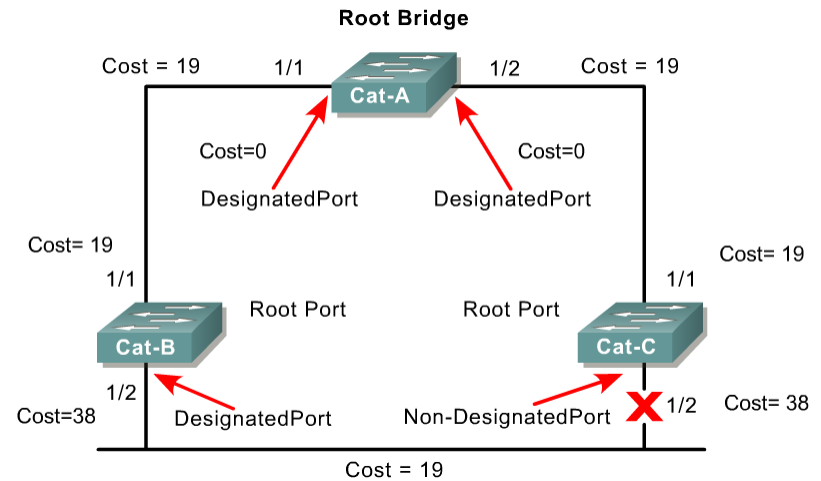 Root Bridge
Cost = 19
1/1
1/2
Cost = 19
Cat-A
Cost=0
Cost=0
DesignatedPort
DesignatedPort
Cost= 19
Cost= 19
1/1
1/1
Root Port
Root Port
Cat-B
Cat-C
1/2
Cost=38
DesignatedPort
Non-DesignatedPort
1/2
Cost= 38
Cost = 19